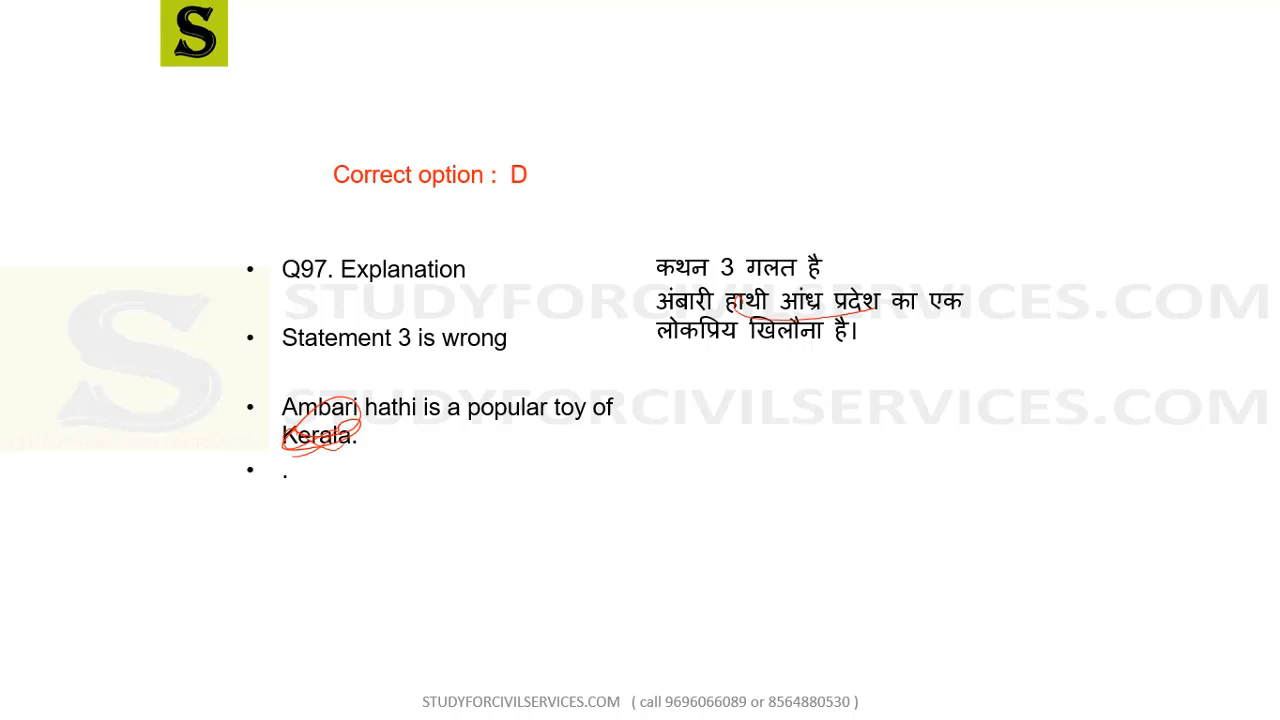 S
Correct option : D
• Q97. Explanation
• Statement 3 is wrong
• Ambari hathi is a popular toy of
Kerala.
• .
कथन 3 गलत है
अंबारी हाथी आंध्र प्रदेश का एक
लोकप्रिय खिलौना है।
S
STUDYFORCIVILSERVICES.COM
STUDYFORCIVILSERVICES.COM
STUDYFORCIVILSERVICES.COM ( call 9696066089 or 8564880530 )